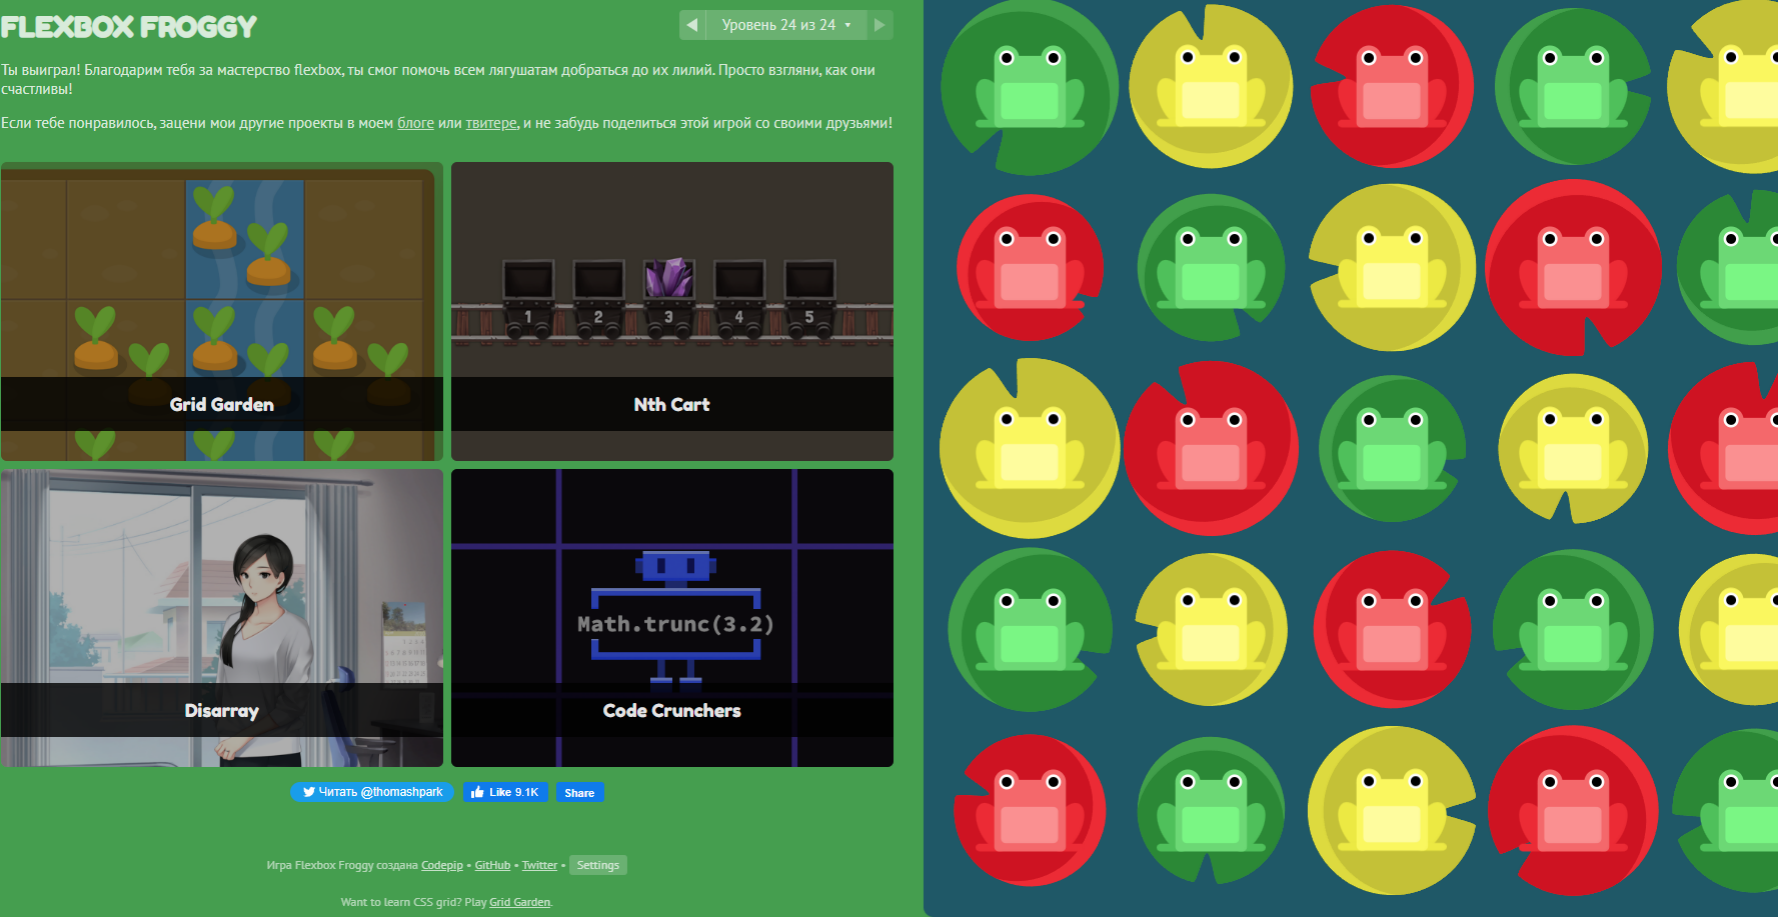 FLEXBOX FROGGY
Уровень 24 из 24
Ты выиграл! Благодарим тебя за мастерство flexbox, ты смог помочь всем лягушатам добраться до их лилий. Просто взгляни, как они
счастливы!
Если тебе понравилось, зацени мои другие проекты в моем блоге или твитере, и не забудь поделиться этой игрой со своими друзьями!
1 2 3 4 5
Grid Garden
Nth Cart
Math.trunc(3.2)
Disarray
Code Crunchers
Читать @thomashpark
Like 9.1K
Share
Игра Flexbox Froggy создана Codepip • GitHub • Twitter • Settings
Want to learn CSS grid? Play Grid Garden.